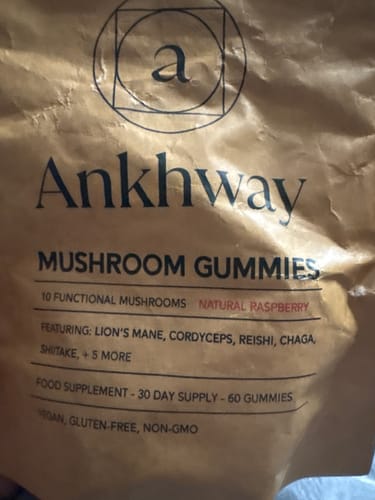 a
Ankhway
MUSHROOM GUMMIES
10 FUNCTIONAL MUSHROOMS NATURAL RASPBERRY
FEATURING: LION'S MANE, CORDYCEPS, REISHI, CHAGA,
SHIITAKE, + 5 MORE
FOOD SUPPLEMENT - 30 DAY SUPPLY - 60 GUMMIES
VEGAN, GLUTEN-FREE, NON-GMO